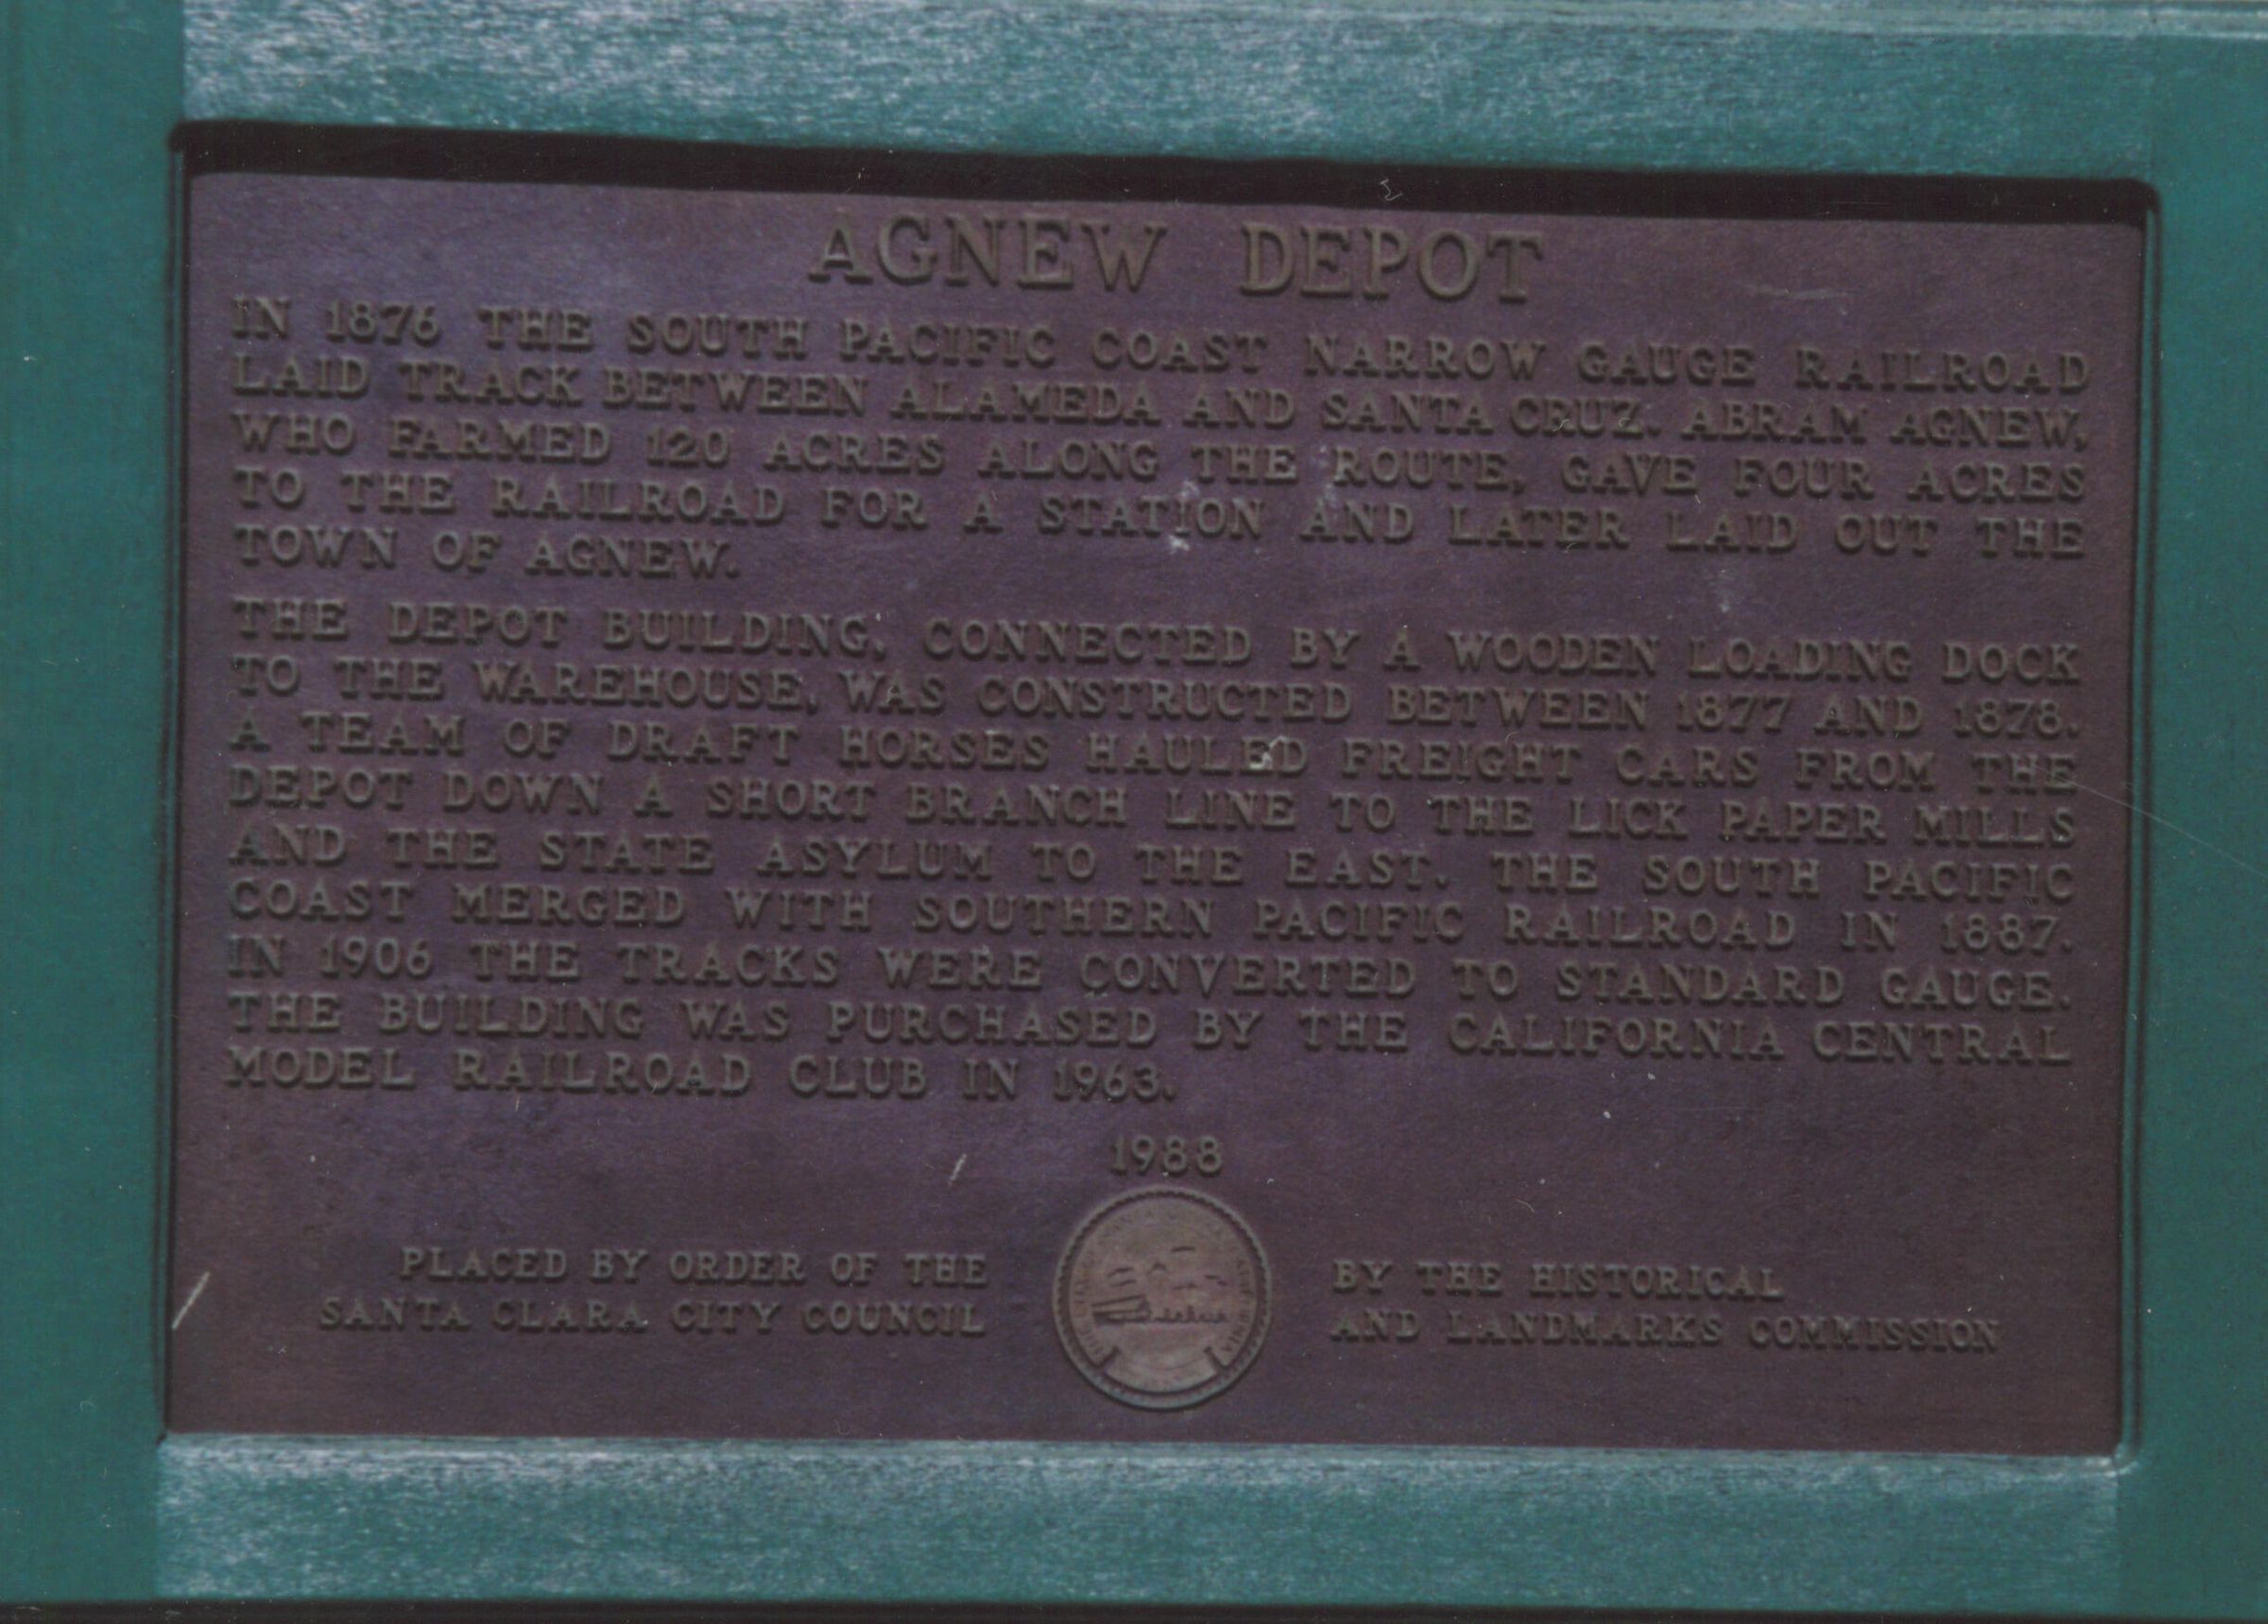 AGNEW DEPOT
IN 1876 THE SOUTH PACIFIC COAST NARROW GAUGE RAILROAD
LAID TRACK BETWEEN ALAMEDA AND SANTA CRUZ. ABRAM AGNEW,
WHO FARMED 120 ACRES ALONG THE ROUTE, GAVE FOUR ACRES
TO THE RAILROAD FOR A STATION AND LATER LAID OUT THE
TOWN OF AGNEW.
THE DEPOT BUILDING, CONNECTED BY A WOODEN LOADING DOCK
TO THE WAREHOUSE, WAS CONSTRUCTED BETWEEN 1877 AND 1878.
A TEAM OF DRAFT HORSES HAULED FREIGHT CARS FROM THE
DEPOT DOWN A SHORT BRANCH LINE TO THE LICK PAPER MILLS
AND THE STATE ASYLUM TO THE EAST. THE SOUTH PACIFIC
COAST MERGED WITH SOUTHERN PACIFIC RAILROAD IN 1887.
IN 1906 THE TRACKS WERE CONVERTED TO STANDARD GAUGE.
THE BUILDING WAS PURCHASED BY THE CALIFORNIA CENTRAL
MODEL RAILROAD CLUB IN 1963.
1988
PLACED BY ORDER OF THE
SANTA CLARA CITY COUNCIL
BY THE HISTORICAL
AND LANDMARKS COMMISSION